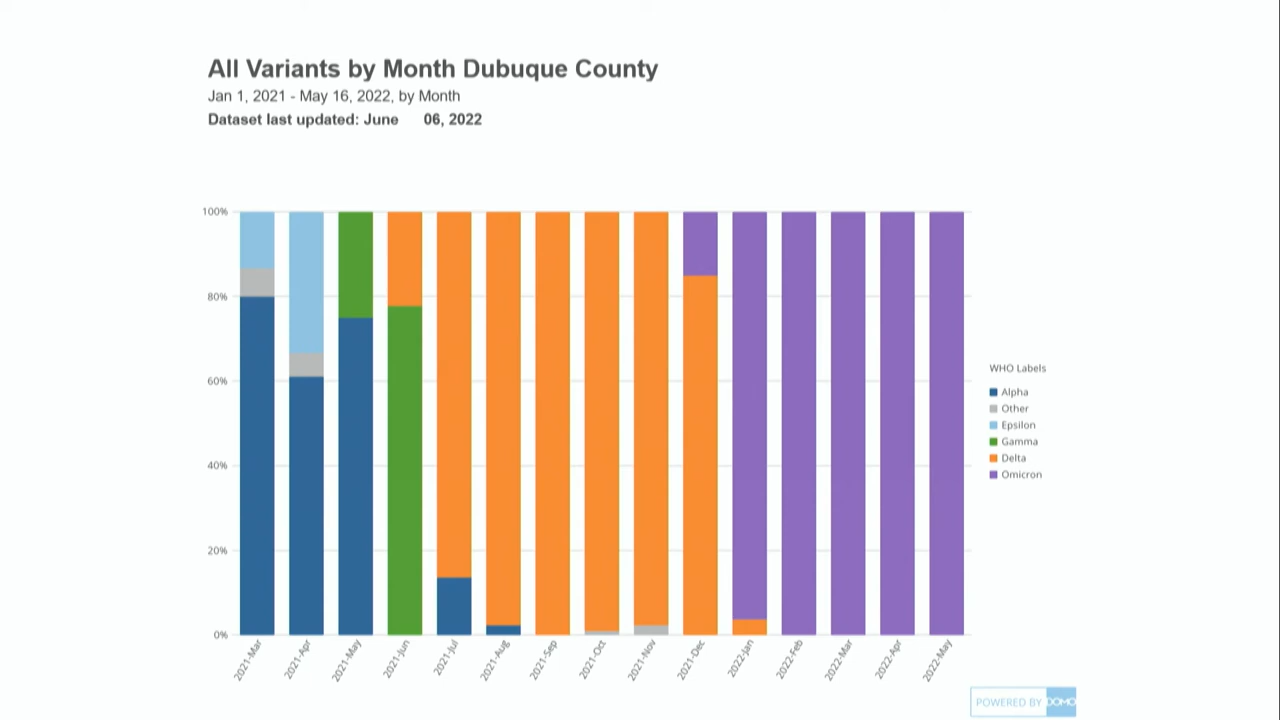 All Variants by Month Dubuque County
Jan 1, 2021 - May 16, 2022, by Month
Dataset last updated: June 06, 2022
100%
80%
60%
40%
20%
0%
2021-Mar
2021-Apr
2021-May
2021-Jun
2021-Jul
2021-Aug
2021-Sep
2021-Oct
2021-Nov
2021-Dec
2022-Jan
2022-Feb
2022-Mar
2022-Apr
2022-May
WHO Labels
Alpha
Other
Epsilon
Gamma
Delta
Omicron
POWERED BY DOMO